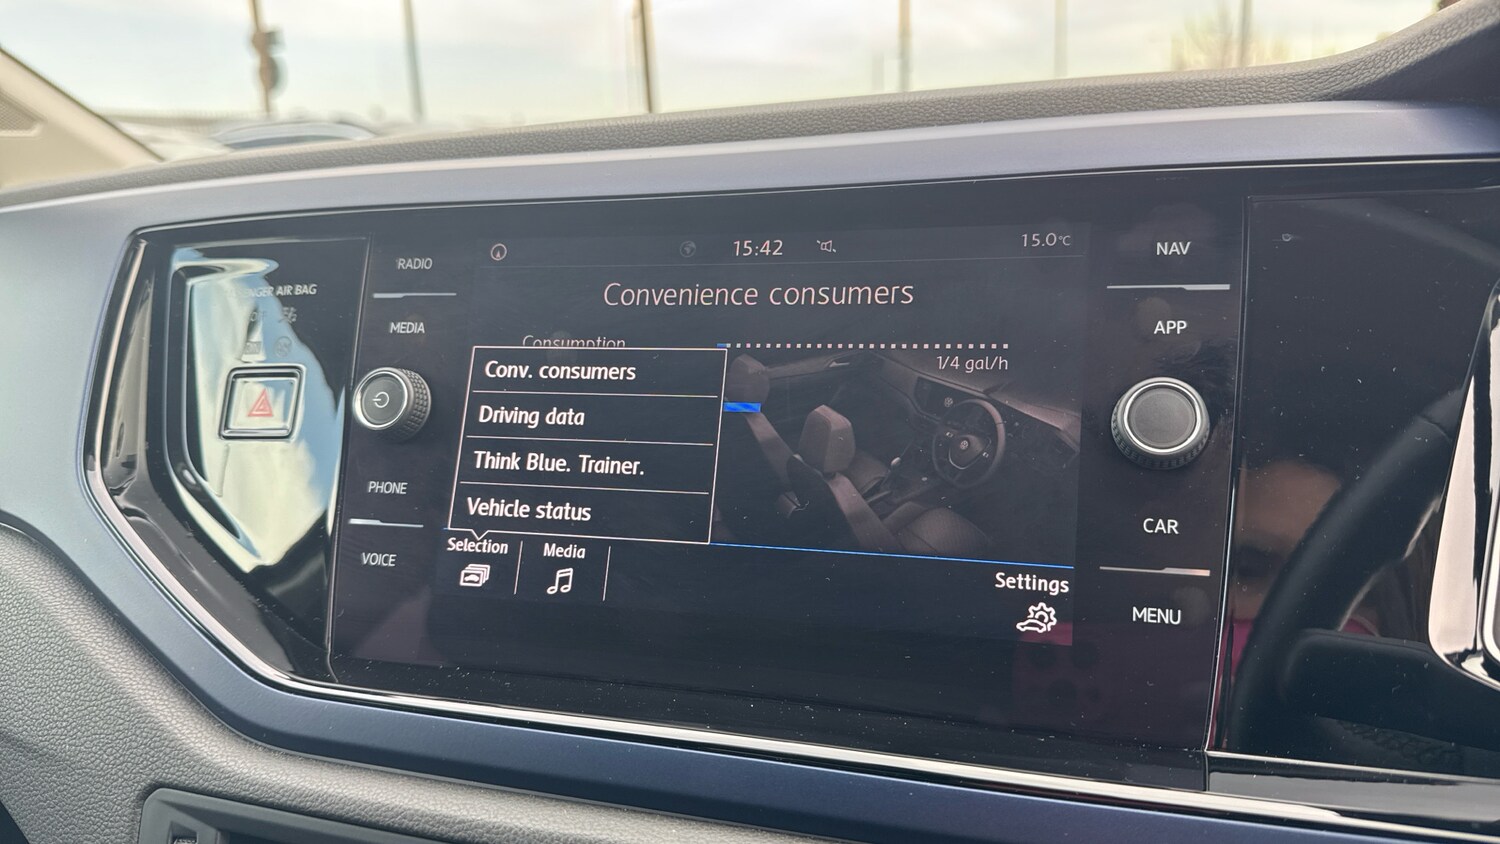 RADIO
MEDIA
PHONE
VOICE
AIR BAG
15:42
15.0°C
Convenience consumers
Consumption
1/4 gal/h
Conv. consumers
Driving data
Think Blue. Trainer.
Vehicle status
Selection
Media
Settings
NAV
APP
CAR
MENU